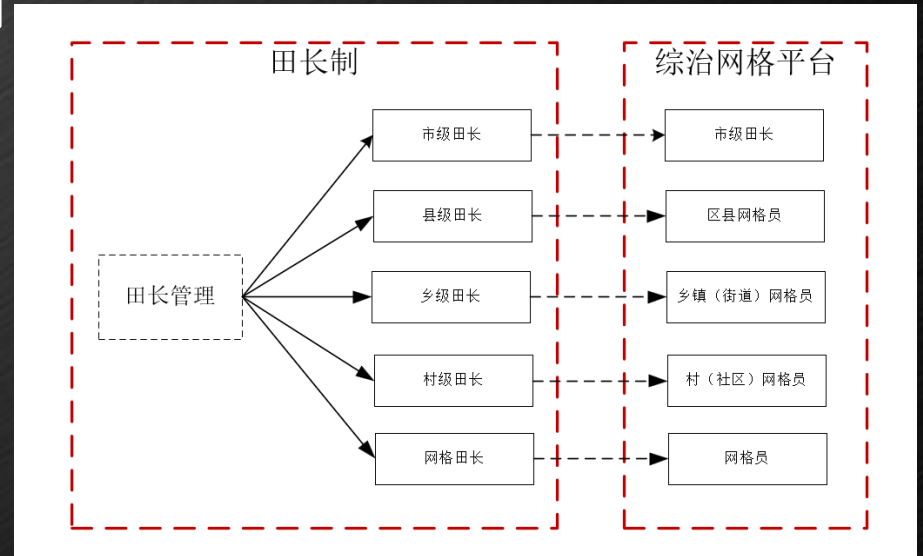 田长制
综治网格平台
市级田长
市级田长
县级田长
区县网格员
田长管理
乡级田长
乡镇（街道）网格员
村级田长
村（社区）网格员
网格田长
网格员